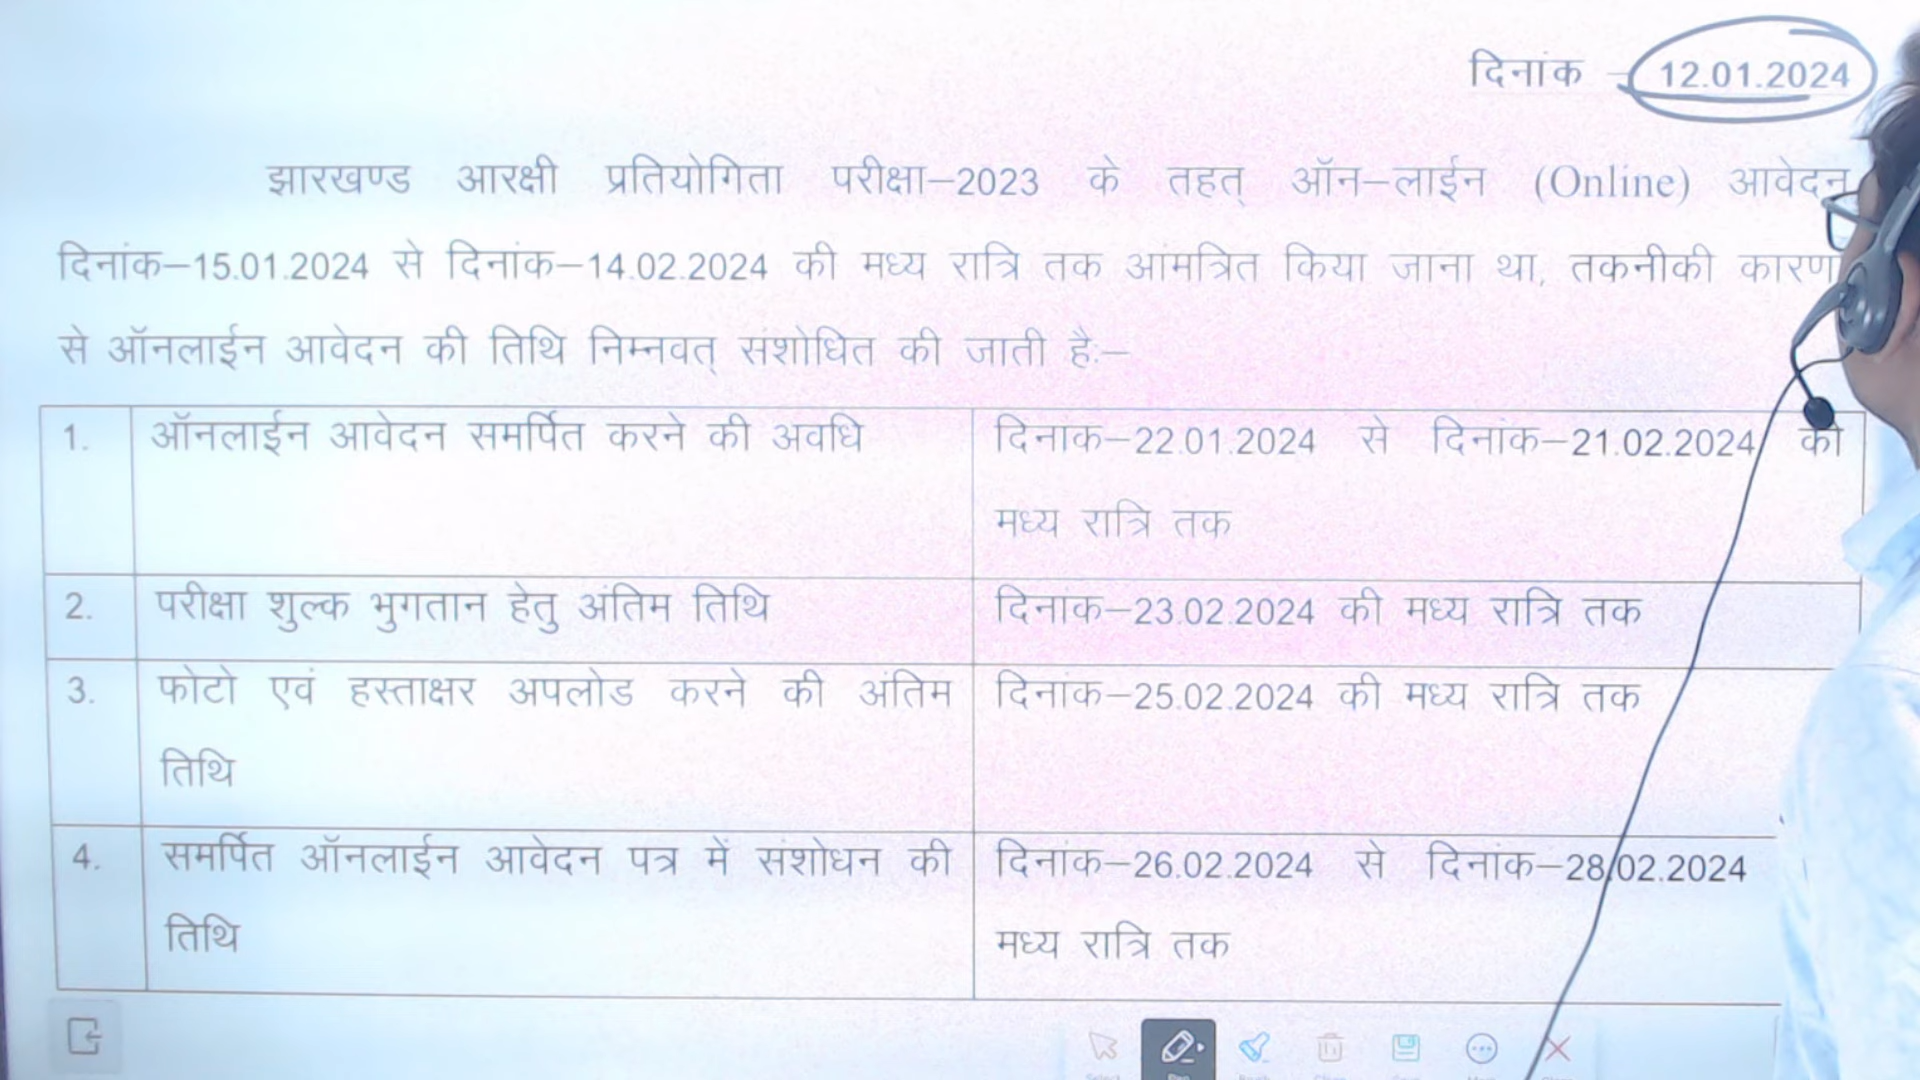 दिनांक – 12.01.2024
झारखण्ड आरक्षी प्रतियोगिता परीक्षा–2023 के तहत् ऑन–लाईन (Online) आवेदन
दिनांक–15.01.2024 से दिनांक–14.02.2024 की मध्य रात्रि तक आंमत्रित किया जाना था, तकनीकी कारण
से ऑनलाईन आवेदन की तिथि निम्नवत् संशोधित की जाती है:–
1. ऑनलाईन आवेदन समर्पित करने की अवधि दिनांक–22.01.2024 से दिनांक–21.02.2024 की
मध्य रात्रि तक
2. परीक्षा शुल्क भुगतान हेतु अंतिम तिथि दिनांक–23.02.2024 की मध्य रात्रि तक
3. फोटो एवं हस्ताक्षर अपलोड करने की अंतिम दिनांक–25.02.2024 की मध्य रात्रि तक
तिथि
4. समर्पित ऑनलाईन आवेदन पत्र में संशोधन की दिनांक–26.02.2024 से दिनांक–28.02.2024
तिथि मध्य रात्रि तक